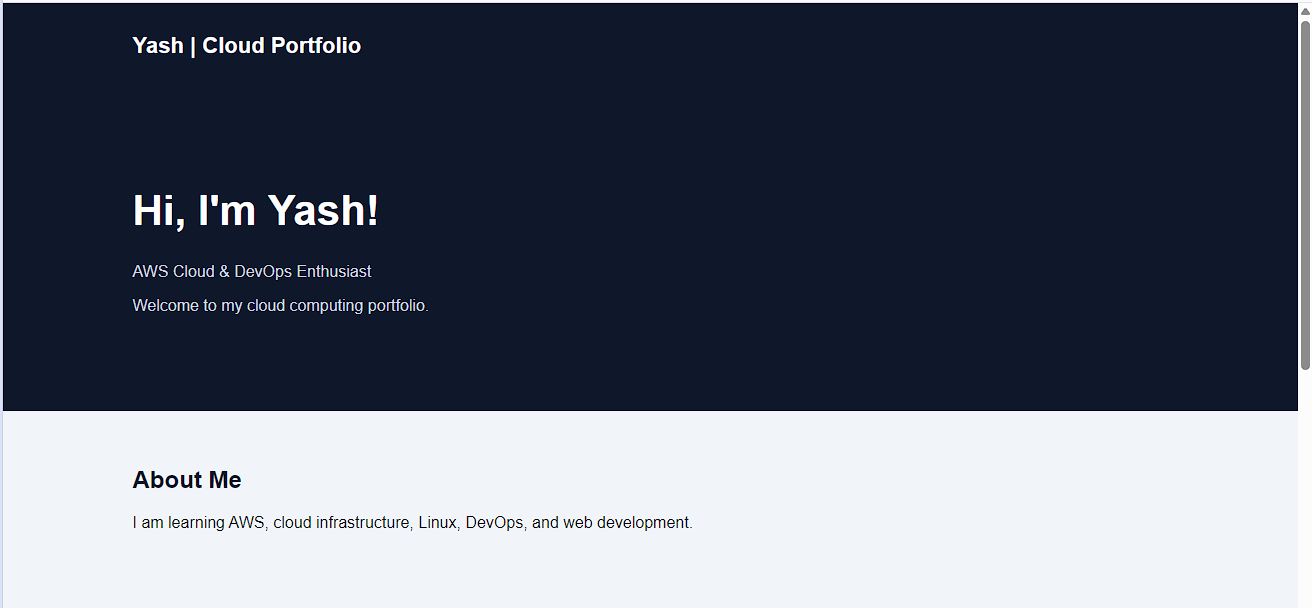 Yash | Cloud Portfolio
Hi, I'm Yash!
AWS Cloud & DevOps Enthusiast
Welcome to my cloud computing portfolio.
About Me
I am learning AWS, cloud infrastructure, Linux, DevOps, and web development.